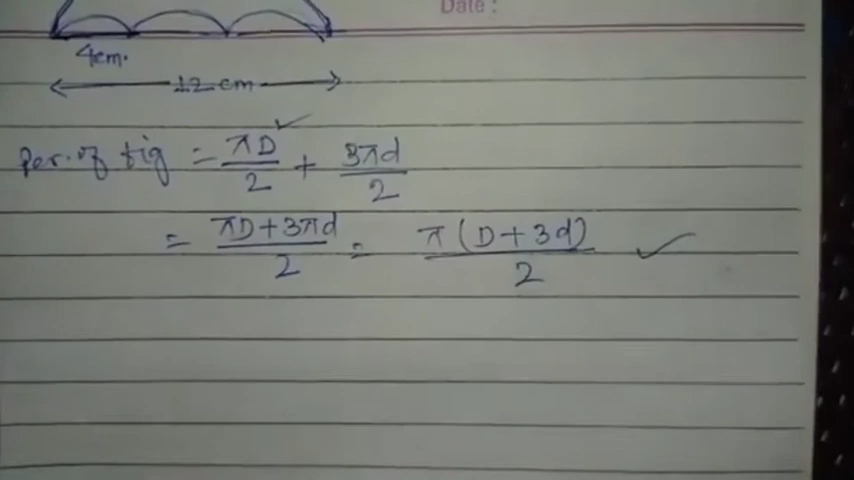 Date :
4cm.
12 cm
Per. of fig = πD/2 + 3πd/2
= πD+3πd/2 = π(D+3d)/2